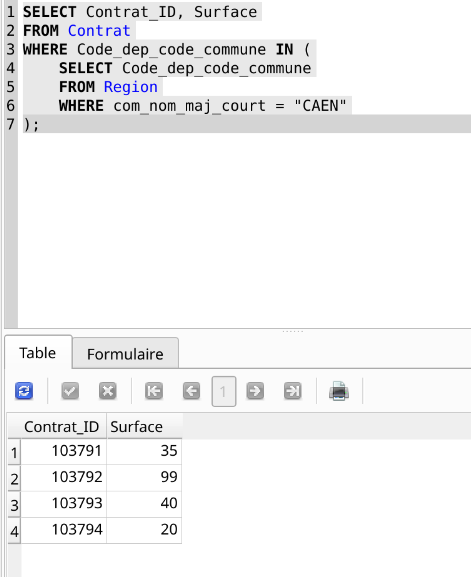 1 SELECT Contrat_ID, Surface
2 FROM Contrat
3 WHERE Code_dep_code_commune IN (
4 SELECT Code_dep_code_commune
5 FROM Region
6 WHERE com_nom_maj_court = "CAEN"
7 );
Table Formulaire
1
Contrat_ID Surface
1 103791 35
2 103792 99
3 103793 40
4 103794 20